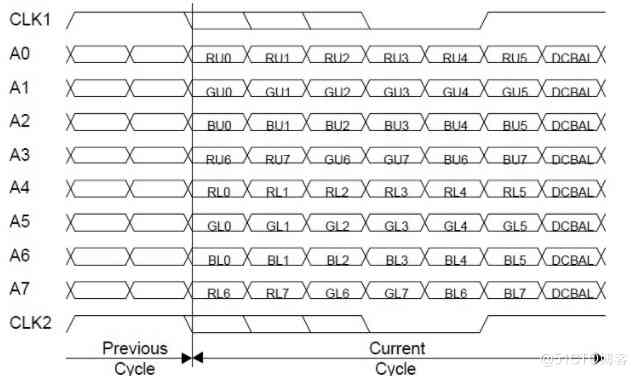 CLK1
A0 RU0 RU1 RU2 RU3 RU4 RU5 DCBAL
A1 GU0 GU1 GU2 GU3 GU4 GU5 DCBAL
A2 BU0 BU1 BU2 BU3 BU4 BU5 DCBAL
A3 RU6 RU7 GU6 GU7 BU6 BU7 DCBAL
A4 RL0 RL1 RL2 RL3 RL4 RL5 DCBAL
A5 GL0 GL1 GL2 GL3 GL4 GL5 DCBAL
A6 BL0 BL1 BL2 BL3 BL4 BL5 DCBAL
A7 RL6 RL7 GL6 GL7 BL6 BL7 DCBAL
CLK2
Previous Current
Cycle Cycle
@51CTO博客